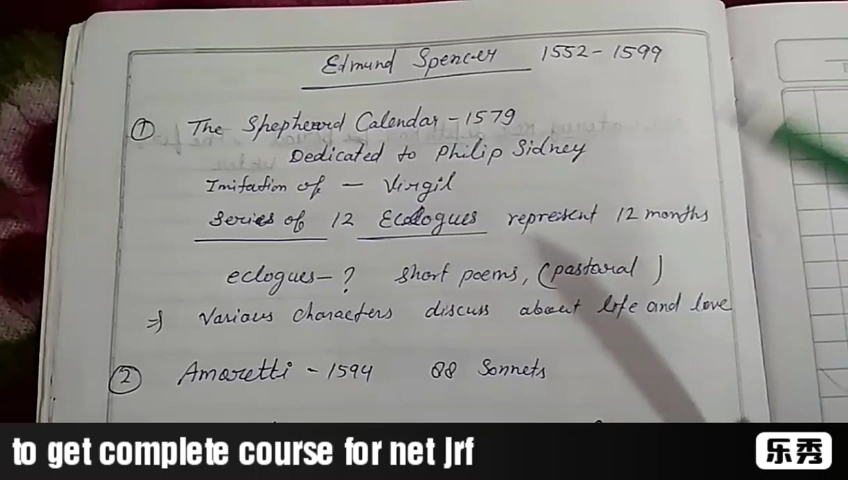 Edmund Spencer 1552-1599
① The Shepheard Calendar - 1579
Dedicated to Philip Sidney
Imitation of - Virgil
Series of 12 Ecologues represent 12 months
eclogues - ? short poems, (pastoral)
⇒ Various characters discuss about life and love
② Amoretti - 1594 88 Sonnets
to get complete course for net jrf
乐秀